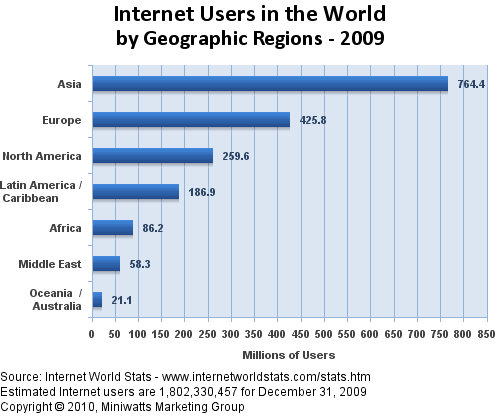 Internet Users in the World
by Geographic Regions - 2009
Asia
764.4
Europe
425.8
North America
259.6
Latin America /
Caribbean
186.9
Africa
86.2
Middle East
58.3
Oceania /
Australia
21.1
0 50 100 150 200 250 300 350 400 450 500 550 600 650 700 750 800 850
Millions of Users
Source: Internet World Stats - www.internetworldstats.com/stats.htm
Estimated Internet users are 1,802,330,457 for December 31, 2009
Copyright © 2010, Miniwatts Marketing Group